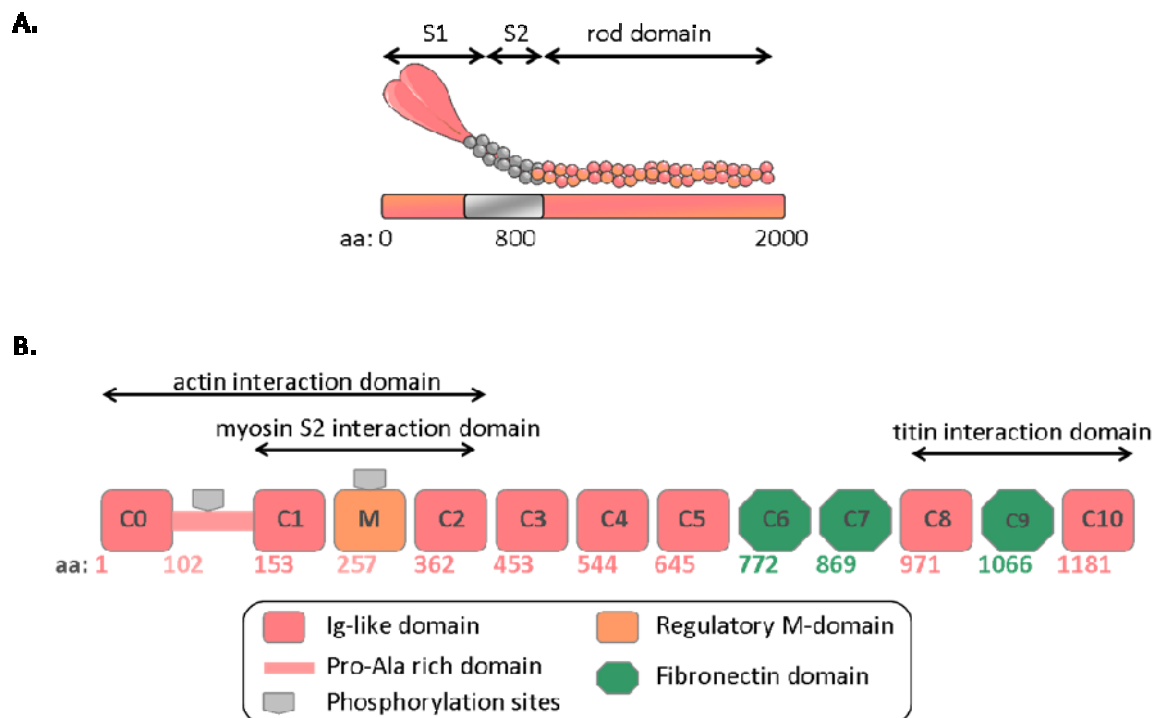 A.
S1 S2 rod domain
aa: 0 800 2000
B.
actin interaction domain
myosin S2 interaction domain
titin interaction domain
C0 C1 M C2 C3 C4 C5 C6 C7 C8 C9 C10
aa: 1 102 153 257 362 453 544 645 772 869 971 1066 1181
Ig-like domain
Pro-Ala rich domain
Phosphorylation sites
Regulatory M-domain
Fibronectin domain